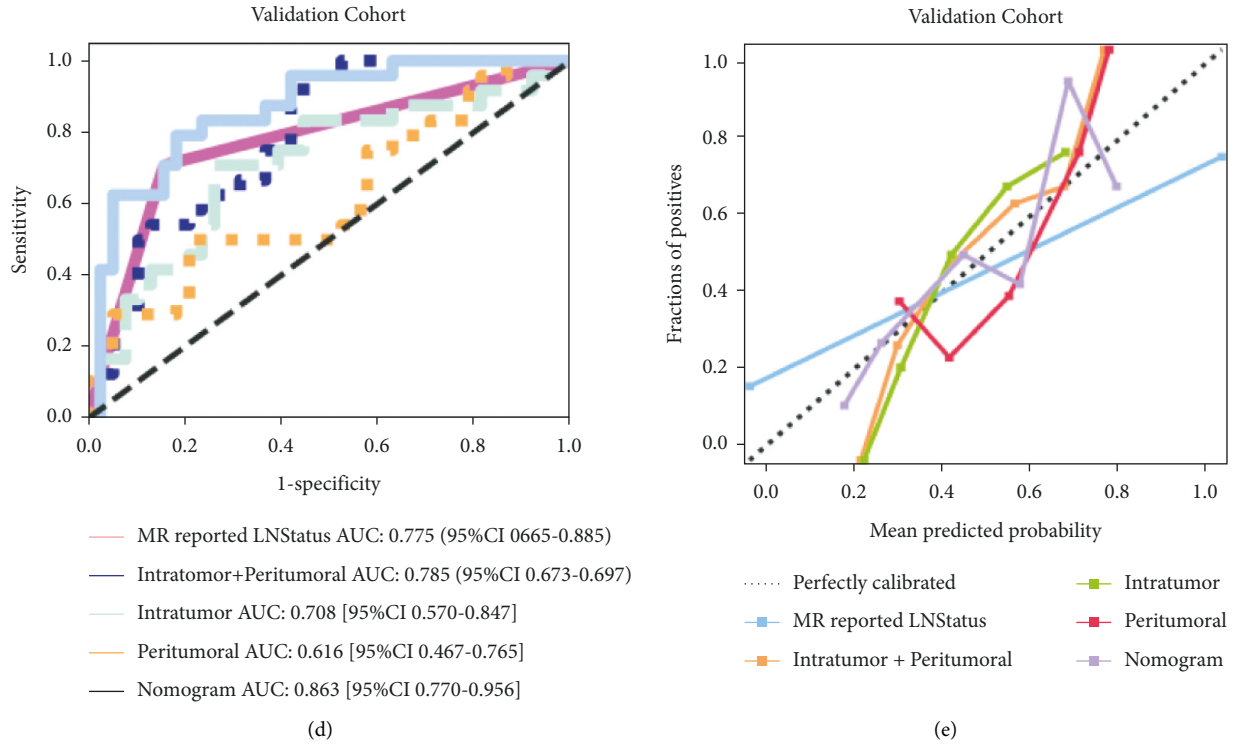 Validation Cohort
1.0
0.8
0.6
0.4
0.2
0.0
Sensitivity
0.0 0.2 0.4 0.6 0.8 1.0
1-specificity
MR reported LNStatus AUC: 0.775 (95%CI 0665-0.885)
Intratomor+Peritumoral AUC: 0.785 (95%CI 0.673-0.697)
Intratumor AUC: 0.708 [95%CI 0.570-0.847]
Peritumoral AUC: 0.616 [95%CI 0.467-0.765]
Nomogram AUC: 0.863 [95%CI 0.770-0.956]
(d)
Validation Cohort
1.0
0.8
0.6
0.4
0.2
0.0
Fractions of positives
0.0 0.2 0.4 0.6 0.8 1.0
Mean predicted probability
Perfectly calibrated
MR reported LNStatus
Intratumor + Peritumoral
Intratumor
Peritumoral
Nomogram
(e)